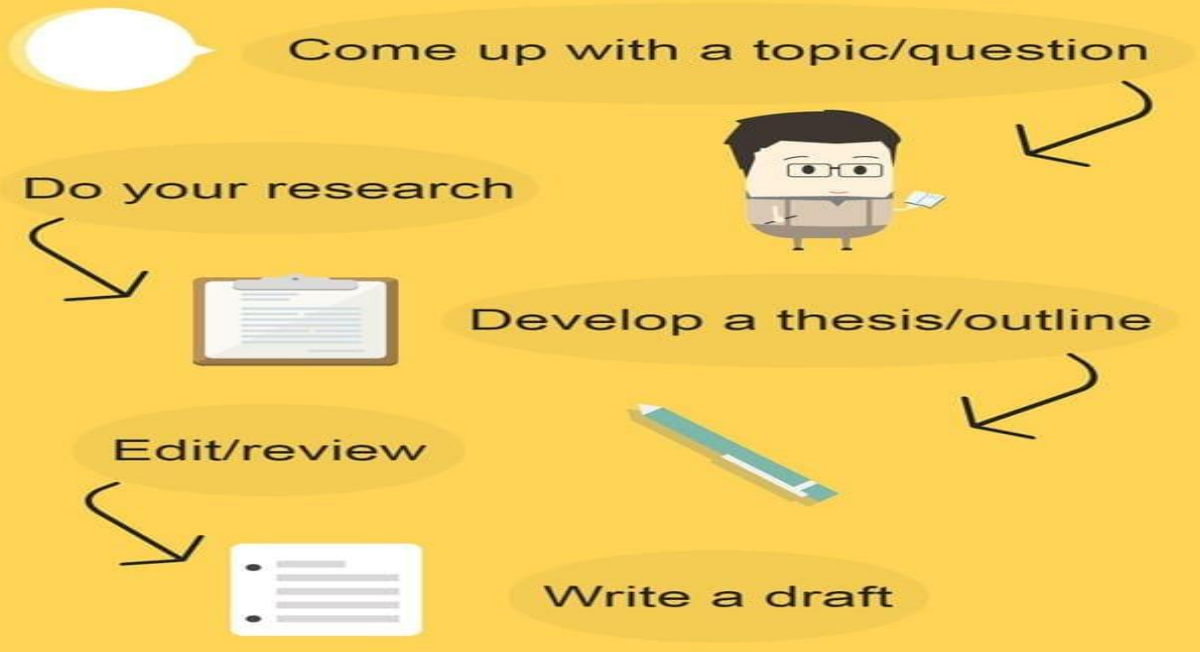 Come up with a topic/question
Do your research
Develop a thesis/outline
Edit/review
Write a draft